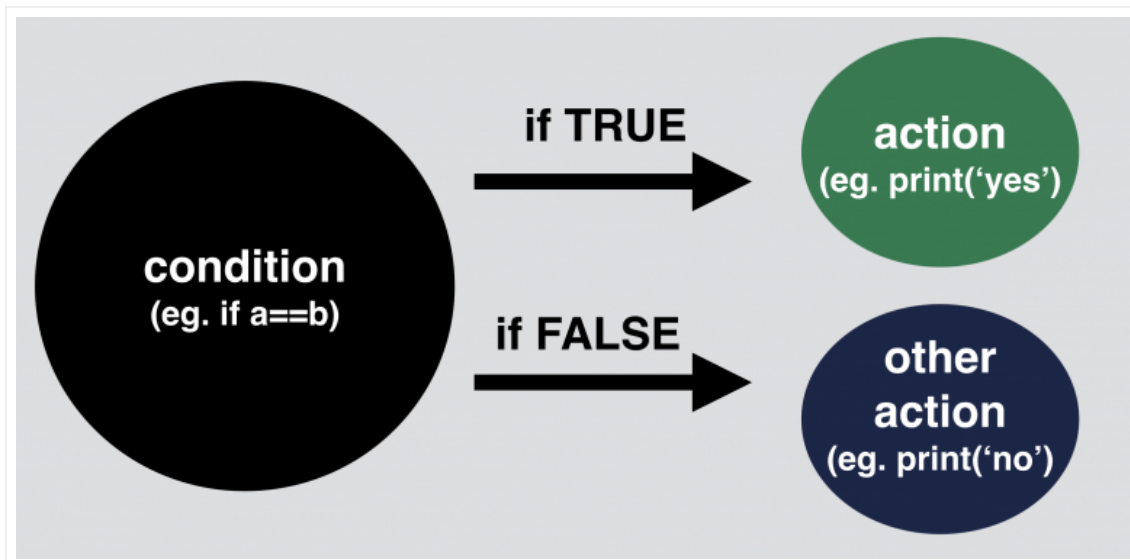 condition
(eg. if a==b)
if TRUE
action
(eg. print(‘yes’)
if FALSE
other
action
(eg. print(‘no’)